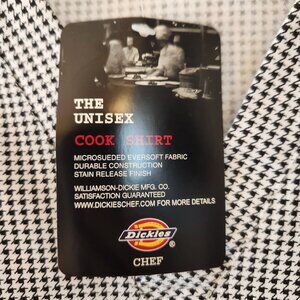 THE
UNISEX
COOK SHIRT
MICROSUEDED EVERSOFT FABRIC
DURABLE CONSTRUCTION
STAIN RELEASE FINISH
WILLIAMSON-DICKIE MFG. CO.
SATISFACTION GUARANTEED
WWW.DICKIESCHEF.COM FOR MORE DETAILS
Dickies
®
CHEF